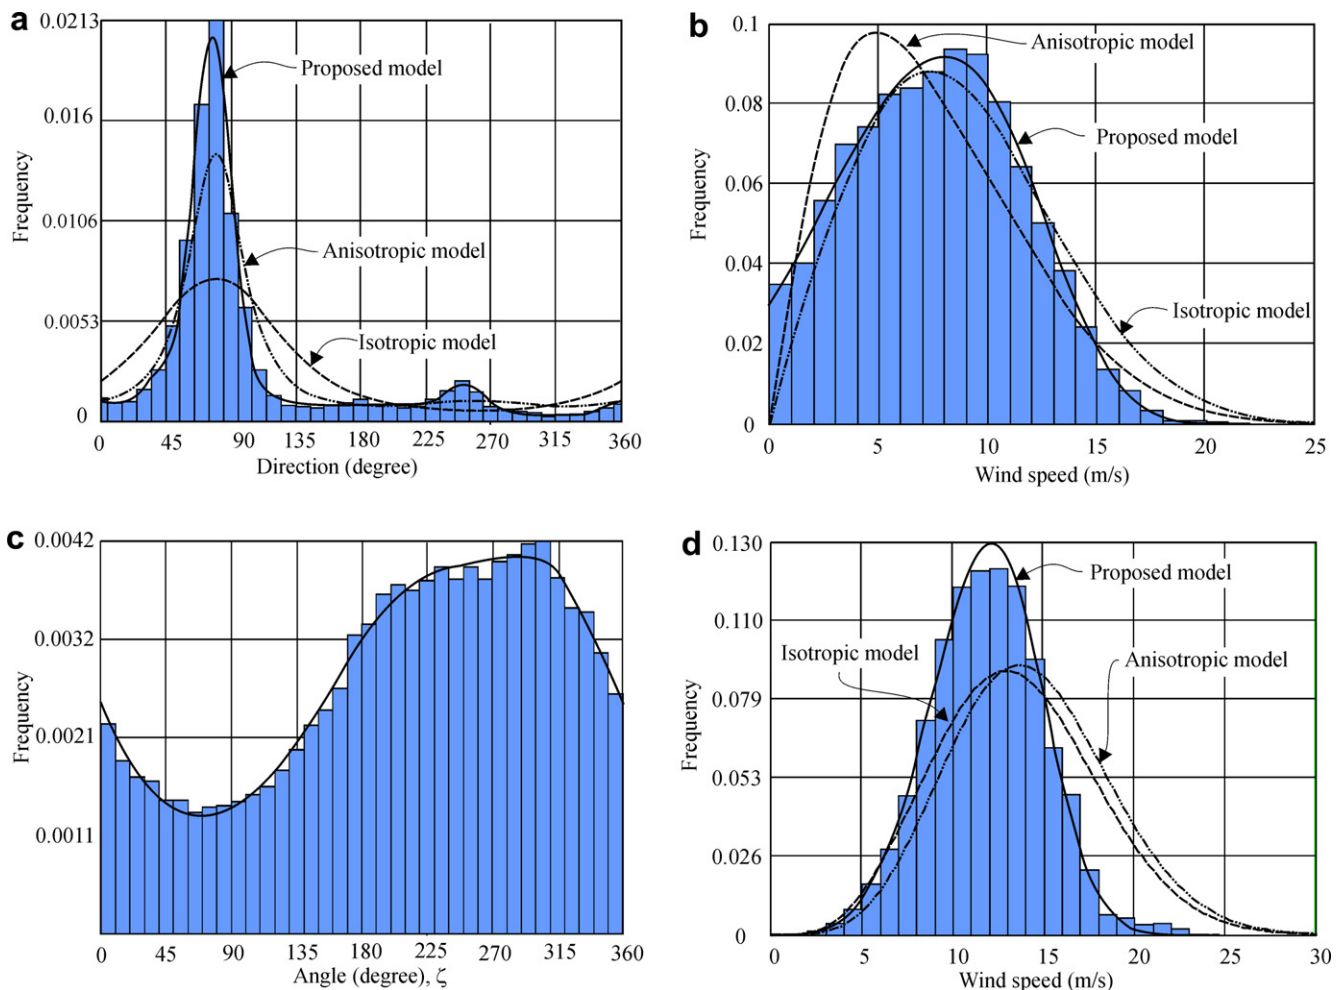 a
0.0213
0.016
0.0106
0.0053
0
Frequency
Proposed model
Anisotropic model
Isotropic model
0 45 90 135 180 225 270 315 360
Direction (degree)
b
0.1
0.08
0.06
0.04
0.02
0
Frequency
Anisotropic model
Proposed model
Isotropic model
0 5 10 15 20 25
Wind speed (m/s)
c
0.0042
0.0032
0.0021
0.0011
Frequency
0 45 90 135 180 225 270 315 360
Angle (degree), ζ
d
0.130
0.110
0.079
0.053
0.026
0
Frequency
Proposed model
Isotropic model
Anisotropic model
0 5 10 15 20 25 30
Wind speed (m/s)